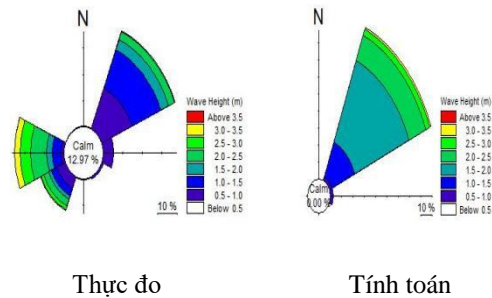 N
Calm
12.97 %
Wave Height (m)
Above 3.5
3.0 - 3.5
2.5 - 3.0
2.0 - 2.5
1.5 - 2.0
1.0 - 1.5
0.5 - 1.0
Below 0.5
10 %
Thực đo
N
Calm
0.00 %
Wave Height (m)
Above 3.5
3.0 - 3.5
2.5 - 3.0
2.0 - 2.5
1.5 - 2.0
1.0 - 1.5
0.5 - 1.0
Below 0.5
10 %
Tính toán